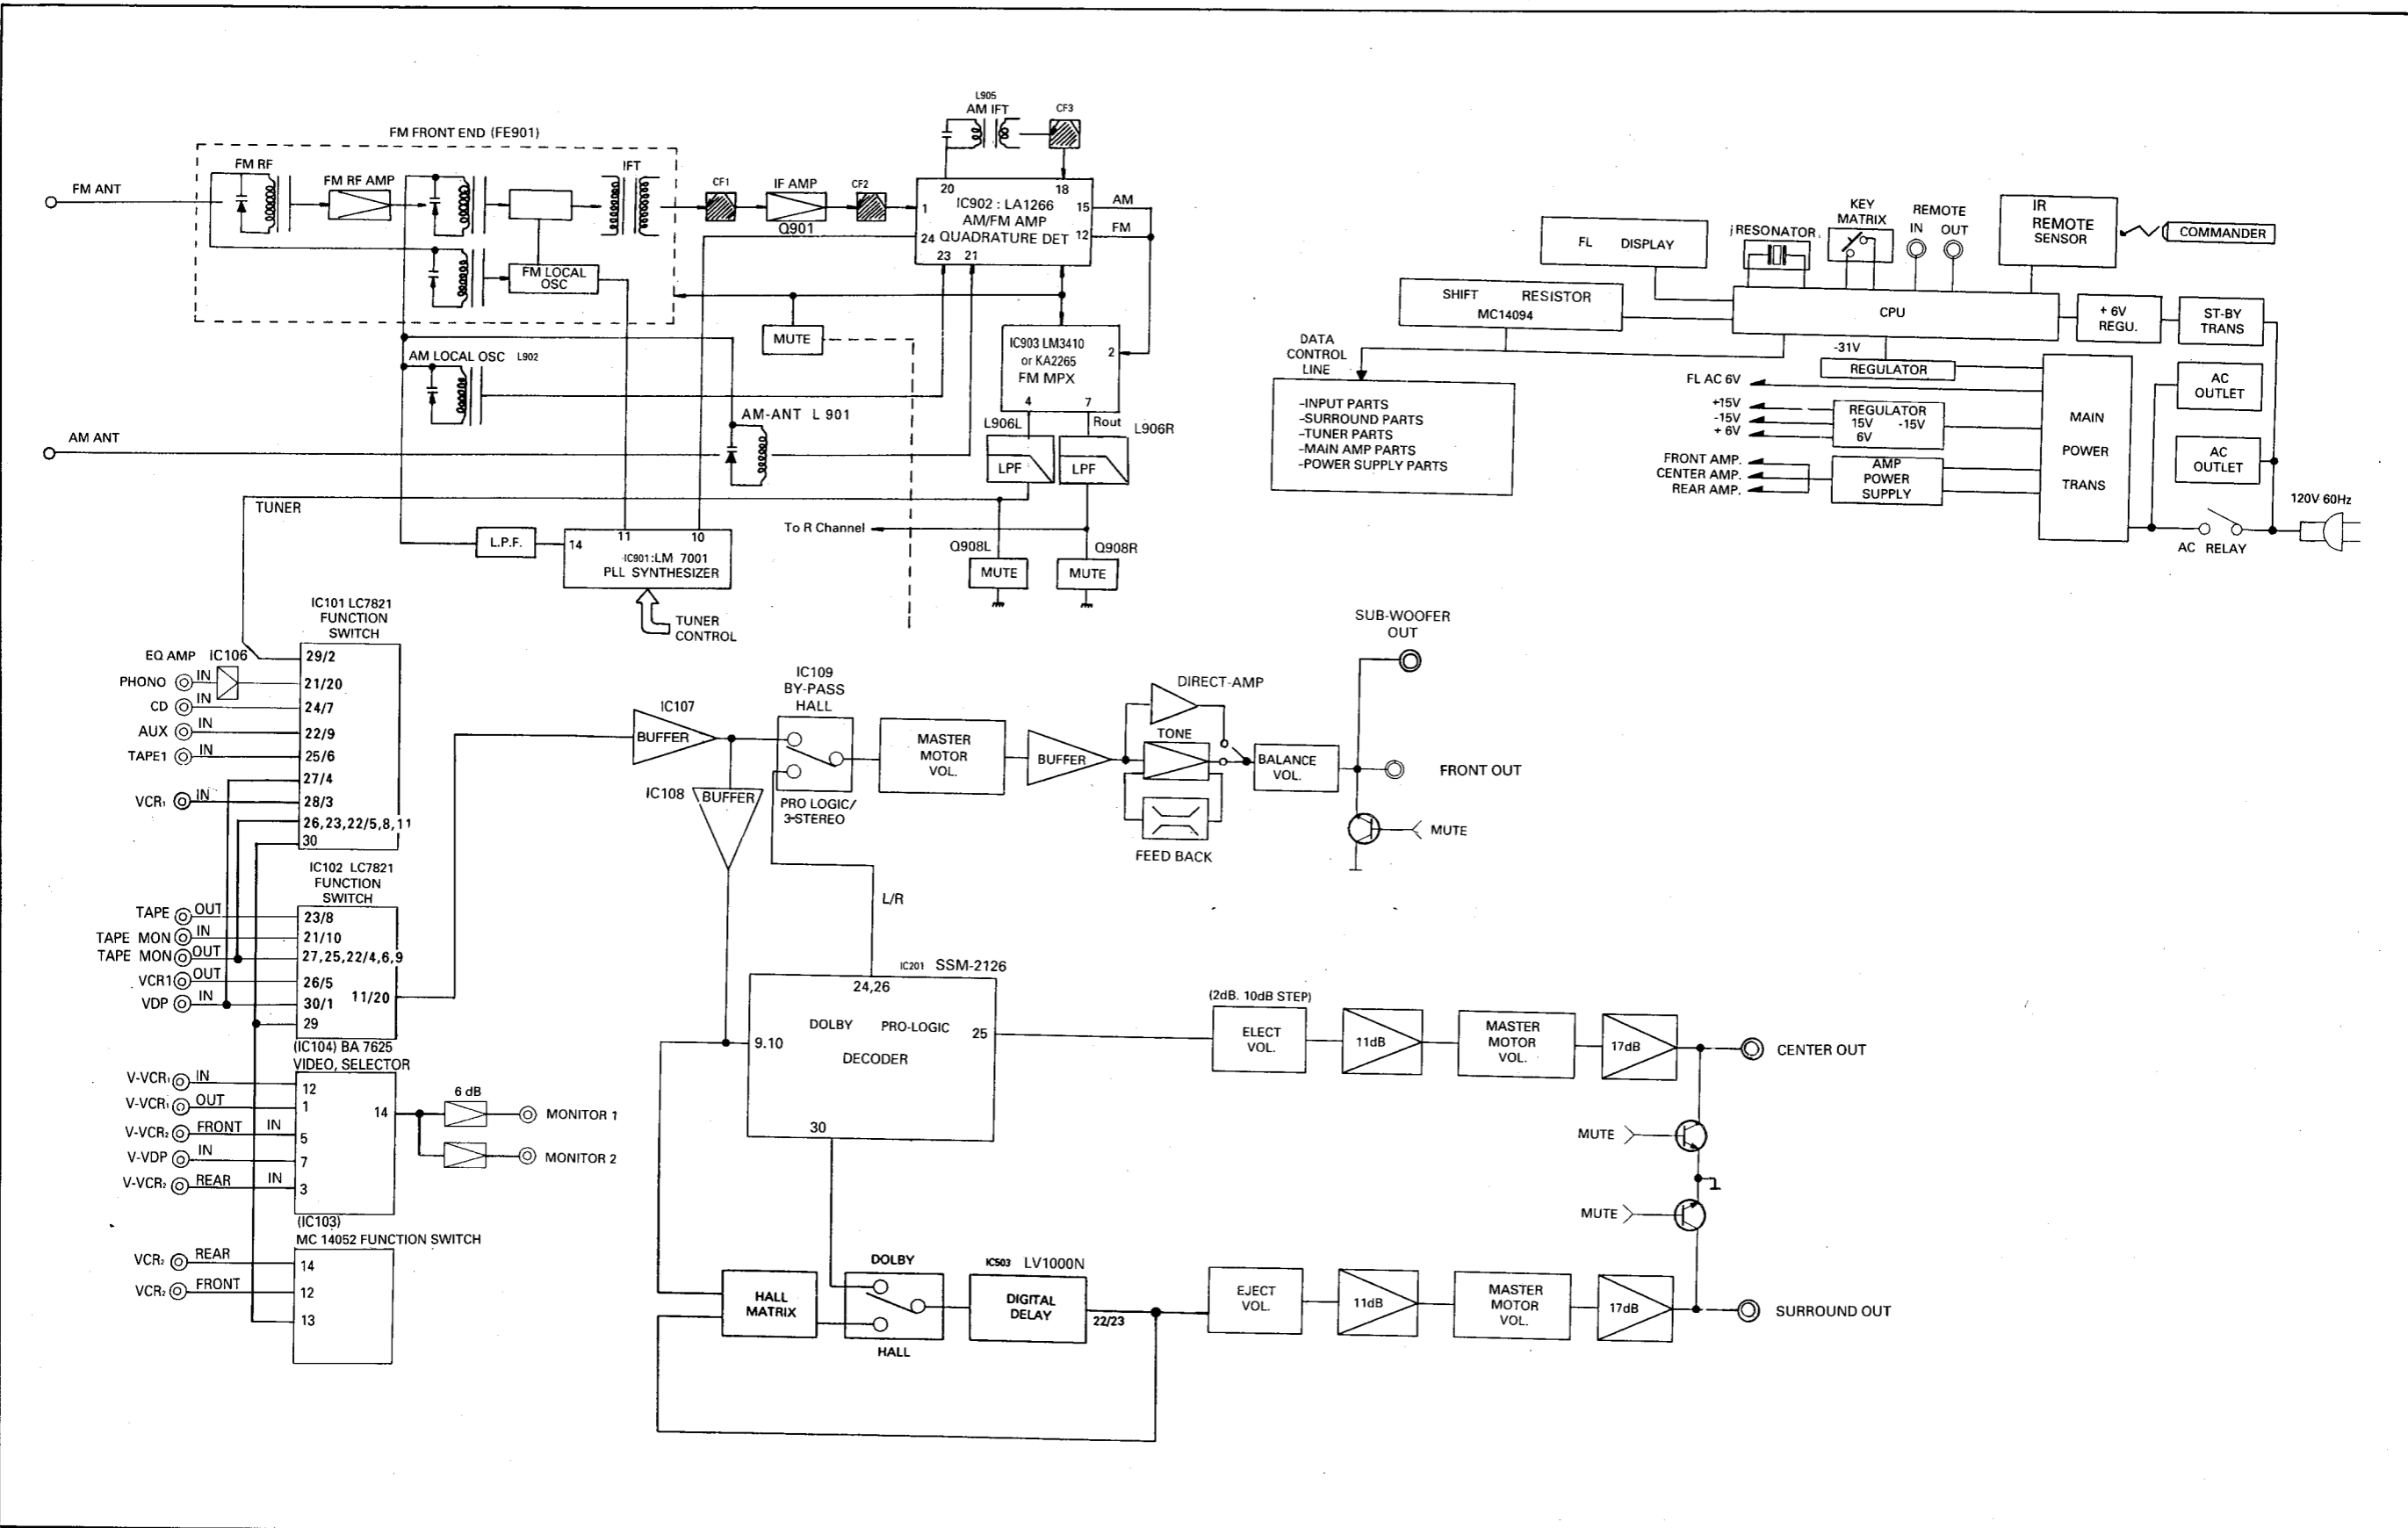 FM FRONT END (FE901)
FM ANT
FM RF
FM RF AMP
IFT
FM LOCAL
OSC
CF1
IF AMP
Q901
CF2
L905
AM IFT
CF3
20
18
1
IC902 : LA1266
AM/FM AMP
QUADRATURE DET
15
AM
12
FM
24
23
21
MUTE
IC903 LM3410
or KA2265
FM MPX
2
4
7
AM LOCAL OSC L902
AM-ANT L 901
AM ANT
L906L
Rout
L906R
LPF
LPF
TUNER
To R Channel
Q908L
Q908R
MUTE
MUTE
L.P.F.
14
11
10
IC901:LM 7001
PLL SYNTHESIZER
TUNER
CONTROL
FL DISPLAY
RESONATOR
KEY
MATRIX
REMOTE
IN OUT
IR
REMOTE
SENSOR
COMMANDER
SHIFT RESISTOR
MC14094
CPU
+ 6V
REGU.
ST-BY
TRANS
DATA
CONTROL
LINE
-INPUT PARTS
-SURROUND PARTS
-TUNER PARTS
-MAIN AMP PARTS
-POWER SUPPLY PARTS
-31V
REGULATOR
FL AC 6V
+15V
-15V
+ 6V
REGULATOR
15V -15V
6V
FRONT AMP.
CENTER AMP.
REAR AMP.
AMP
POWER
SUPPLY
MAIN
POWER
TRANS
AC
OUTLET
AC
OUTLET
120V 60Hz
AC RELAY
IC101 LC7821
FUNCTION
SWITCH
EQ AMP IC106
PHONO IN
CD IN
AUX IN
TAPE1 IN
VCR1 IN
29/2
21/20
24/7
22/9
25/6
27/4
28/3
26,23,22/5,8,11
30
IC102 LC7821
FUNCTION
SWITCH
TAPE OUT
TAPE MON IN
TAPE MON OUT
VCR1 OUT
VDP IN
23/8
21/10
27,25,22/4,6,9
26/5
30/1
29
11/20
(IC104) BA 7625
VIDEO, SELECTOR
V-VCR1 IN
V-VCR1 OUT
V-VCR2 FRONT IN
V-VDP IN
V-VCR2 REAR IN
12
1
5
7
3
14
6 dB
MONITOR 1
MONITOR 2
(IC103)
MC 14052 FUNCTION SWITCH
VCR2 REAR
VCR2 FRONT
14
12
13
IC107
BUFFER
IC108
BUFFER
IC109
BY-PASS
HALL
PRO LOGIC/
3-STEREO
MASTER
MOTOR
VOL.
BUFFER
DIRECT-AMP
TONE
FEED BACK
BALANCE
VOL.
SUB-WOOFER
OUT
FRONT OUT
MUTE
L/R
IC201 SSM-2126
24,26
9.10
DOLBY PRO-LOGIC
DECODER
25
30
(2dB. 10dB STEP)
ELECT
VOL.
11dB
MASTER
MOTOR
VOL.
17dB
CENTER OUT
MUTE
MUTE
HALL
MATRIX
DOLBY
HALL
IC503 LV1000N
DIGITAL
DELAY
22/23
EJECT
VOL.
11dB
MASTER
MOTOR
VOL.
17dB
SURROUND OUT